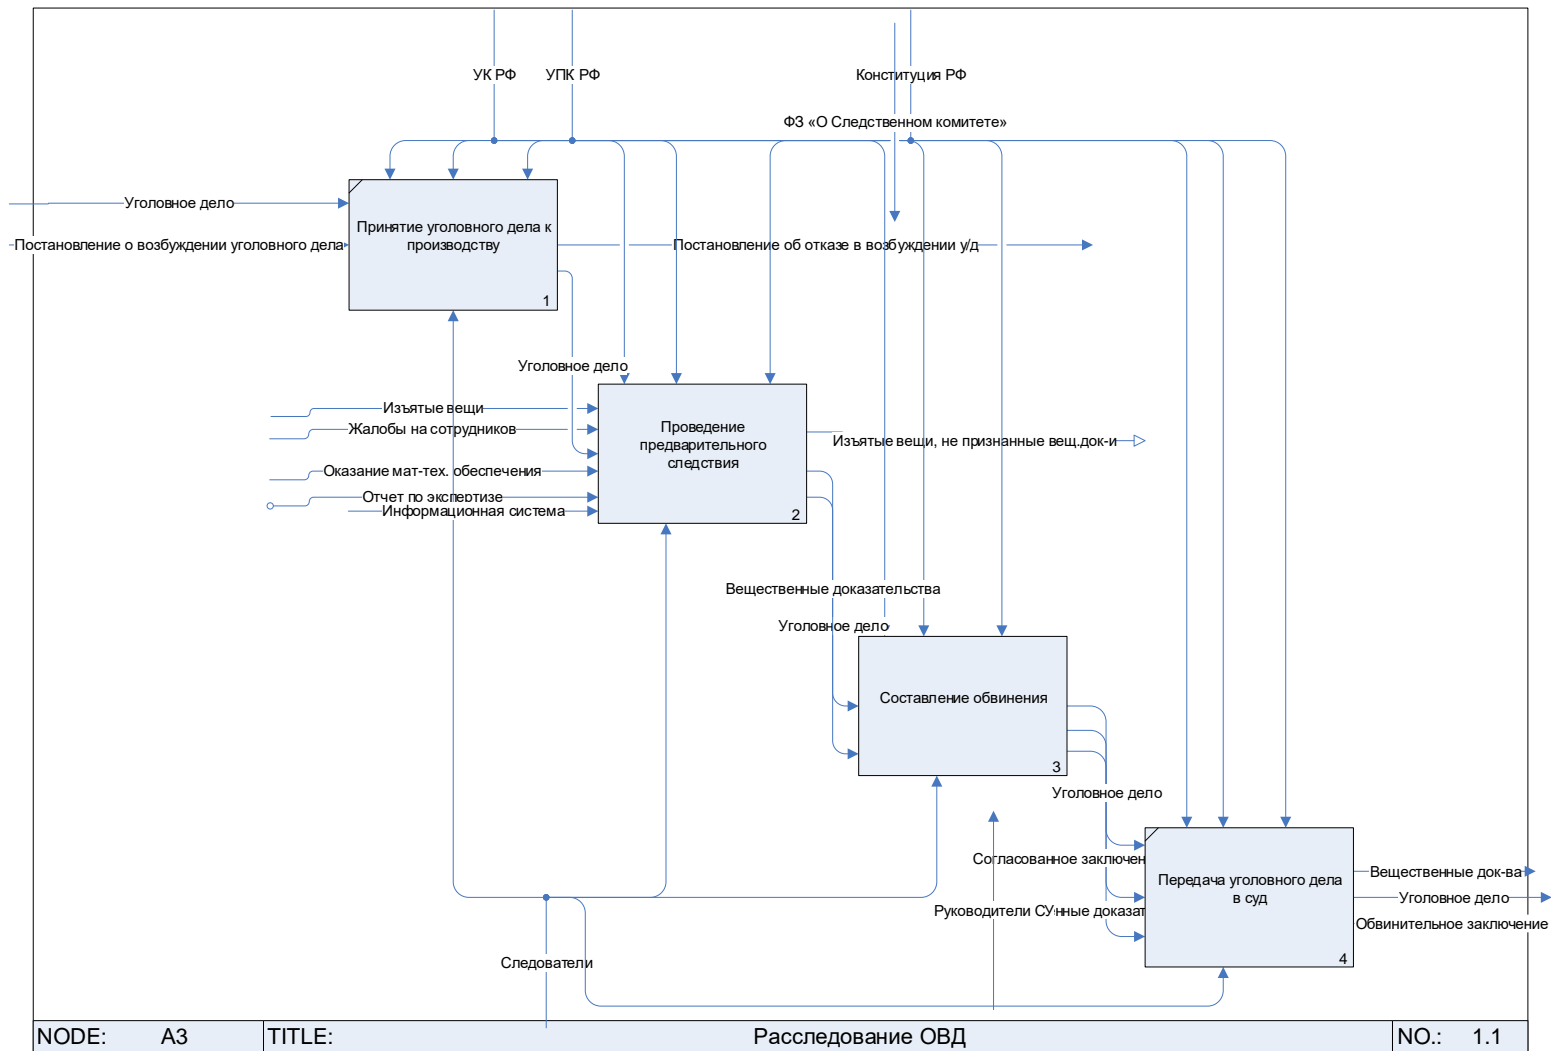 УК РФ
УПК РФ
Конституция РФ
ФЗ «О Следственном комитете»
Уголовное дело
Постановление о возбуждении уголовного дела
Принятие уголовного дела к
производству
1
Постановление об отказе в возбуждении у/д
Уголовное дело
Изъятые вещи
Жалобы на сотрудников
Оказание мат-тех. обеспечения
Отчет по экспертизе
Информационная система
Проведение
предварительного
следствия
2
Изъятые вещи, не признанные вещ.док-и
Вещественные доказательства
Уголовное дело
Составление обвинения
3
Уголовное дело
Согласованное заключен
Руководители СУ
нные доказат
Передача уголовного дела
в суд
4
Вещественные док-ва
Уголовное дело
Обвинительное заключение
Следователи
NODE: A3 TITLE: Расследование ОВД NO.: 1.1